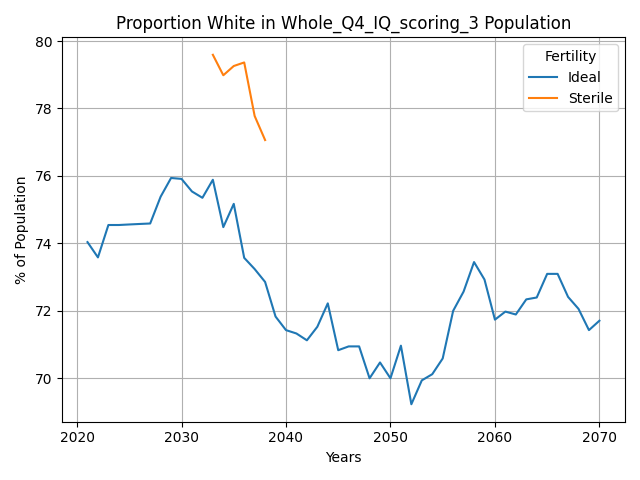 Proportion White in Whole_Q4_IQ_scoring_3 Population
80
78
76
74
72
70
% of Population
Fertility
Ideal
Sterile
2020
2030
2040
2050
2060
2070
Years